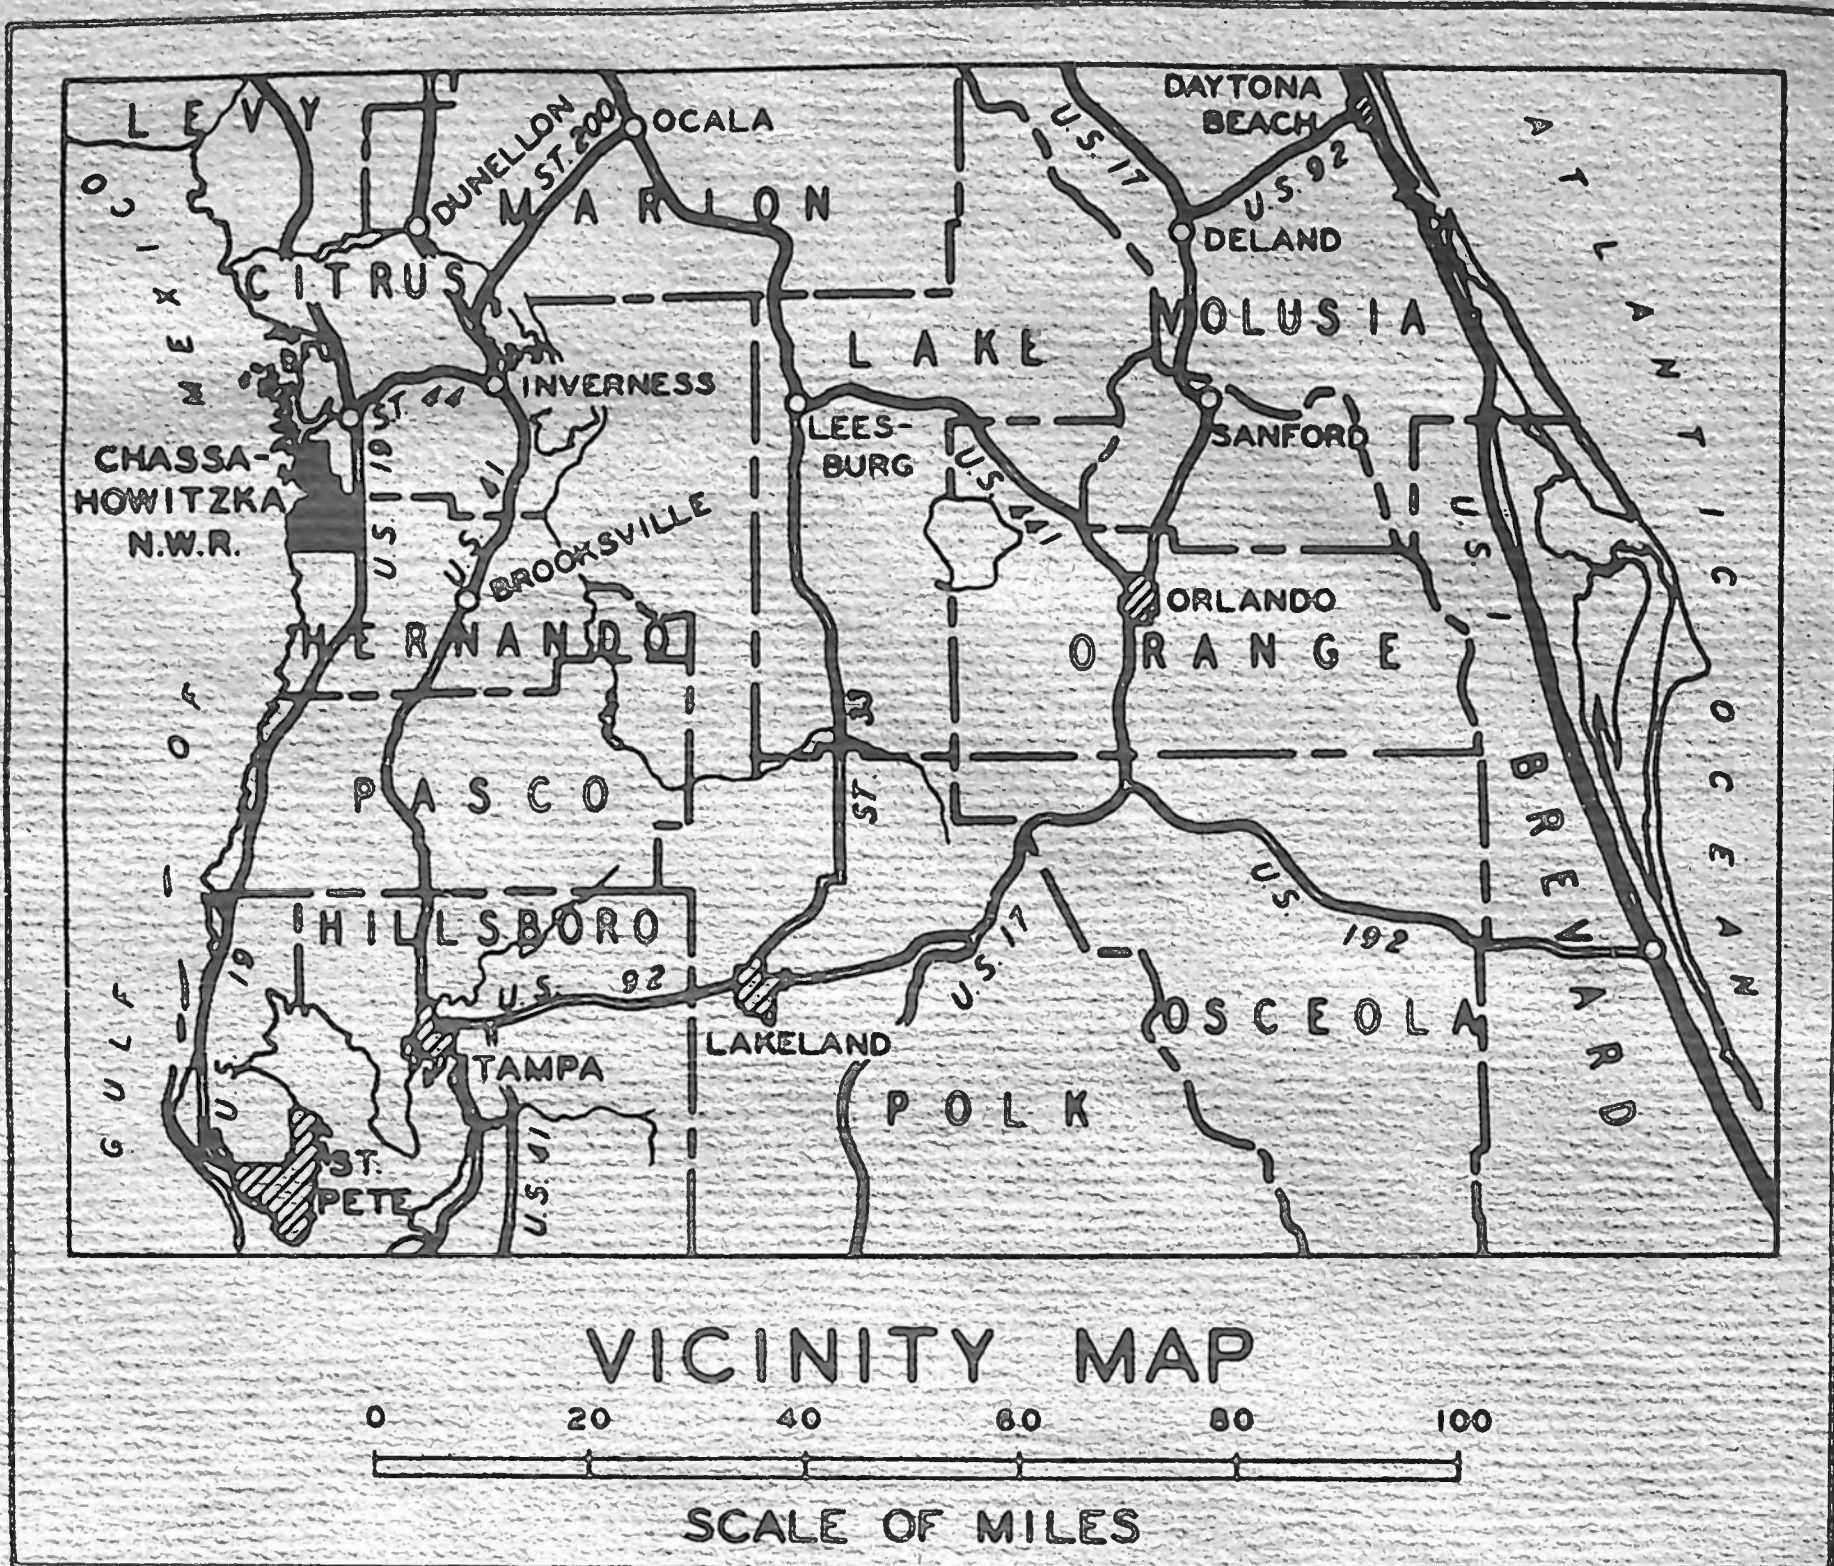 LEVY
DUNELLON
ST. 200
OCALA
MARION
U.S. 17
DAYTONA
BEACH
U.S. 92
DELAND
ATLANTIC OCEAN
GULF OF MEXICO
CITRUS
LAKE
VOLUSIA
INVERNESS
ST. 44
LEES-
BURG
SANFORD
CHASSA-
HOWITZKA
N.W.R.
U.S. 19
U.S. 41
BROOKSVILLE
U.S. 441
U.S. 1
ORLANDO
HERNANDO
ORANGE
PASCO
ST. 33
BREVARD
HILLSBORO
U.S. 19
U.S. 92
U.S. 17
U.S. 192
LAKELAND
OSCEOLA
TAMPA
POLK
ST.
PETE
U.S. 41
VICINITY MAP
0 20 40 60 80 100
SCALE OF MILES